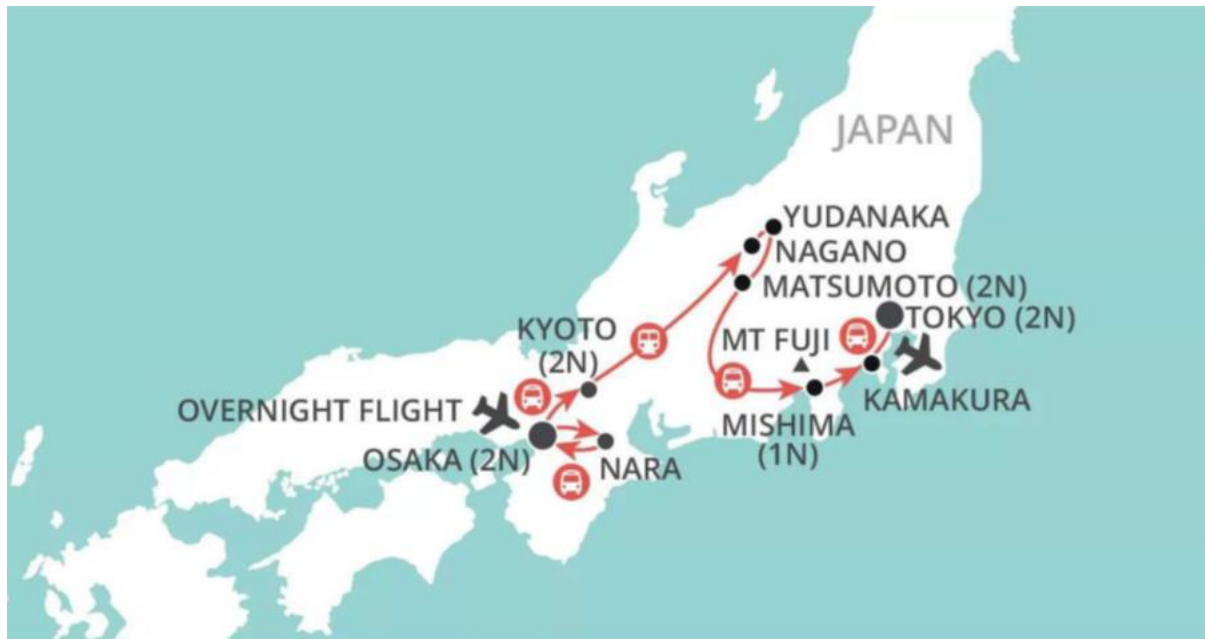 JAPAN
YUDANAKA
NAGANO
MATSUMOTO (2N)
TOKYO (2N)
KYOTO
(2N)
MT FUJI
OVERNIGHT FLIGHT
KAMAKURA
MISHIMA
(1N)
OSAKA (2N)
NARA